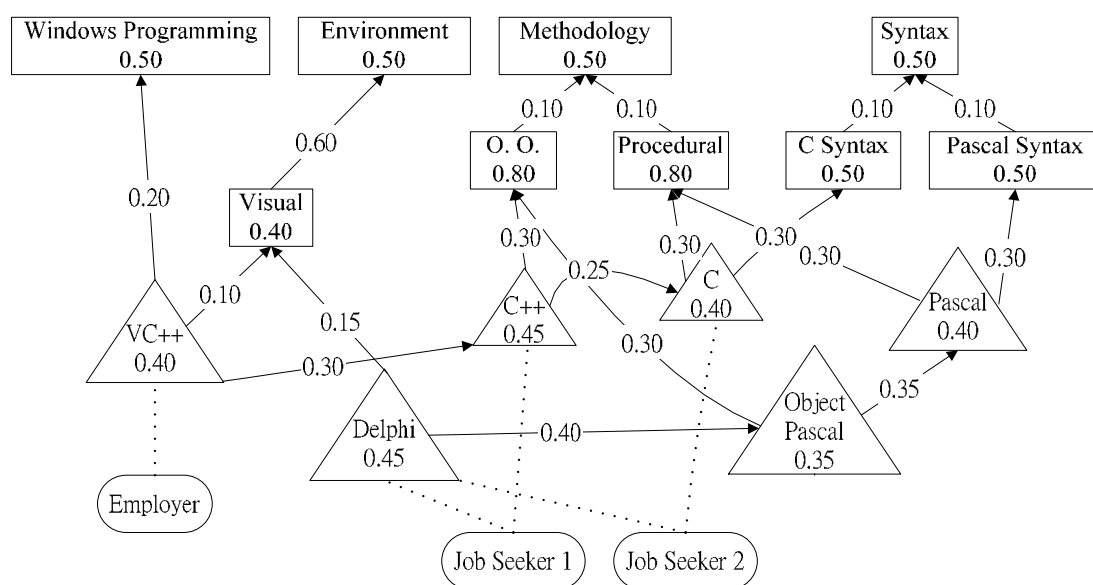 Windows Programming
0.50
Environment
0.50
Methodology
0.50
Syntax
0.50
0.10
0.10
0.10
0.10
0.60
O. O.
0.80
Procedural
0.80
C Syntax
0.50
Pascal Syntax
0.50
0.20
Visual
0.40
0.30
0.30
0.30
0.30
0.30
0.25
0.10
0.15
VC++
0.40
C++
0.45
C
0.40
Pascal
0.40
0.30
0.30
0.35
Delphi
0.45
0.40
Object
Pascal
0.35
Employer
Job Seeker 1
Job Seeker 2